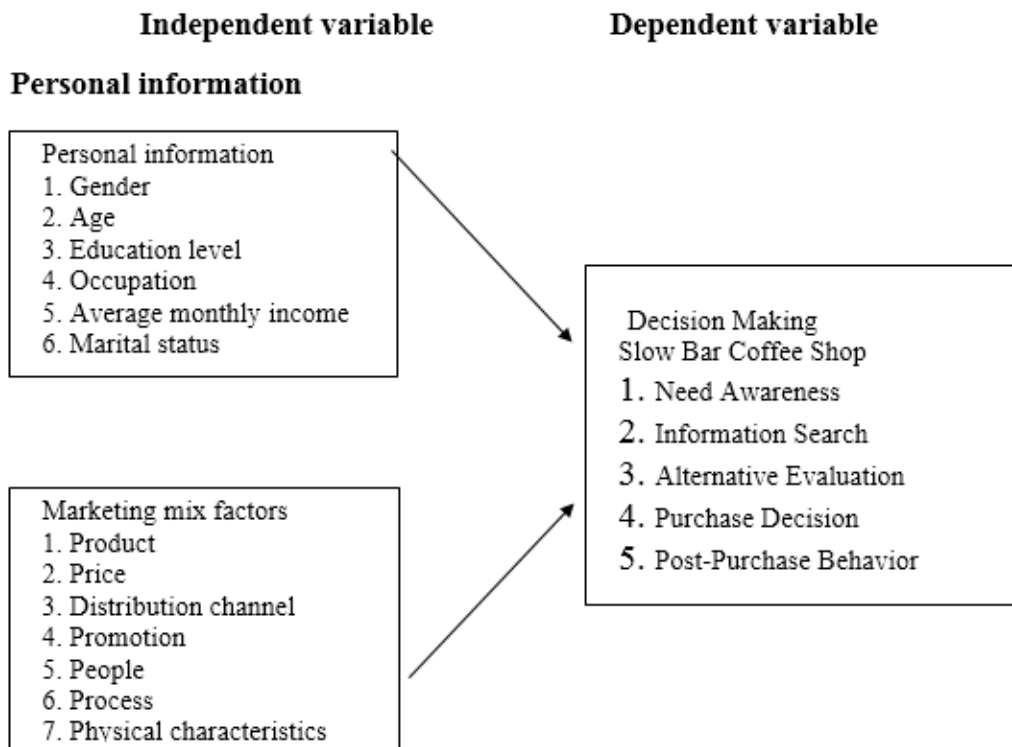 Independent variable
Dependent variable
Personal information
Personal information
1. Gender
2. Age
3. Education level
4. Occupation
5. Average monthly income
6. Marital status
Marketing mix factors
1. Product
2. Price
3. Distribution channel
4. Promotion
5. People
6. Process
7. Physical characteristics
Decision Making
Slow Bar Coffee Shop
1. Need Awareness
2. Information Search
3. Alternative Evaluation
4. Purchase Decision
5. Post-Purchase Behavior